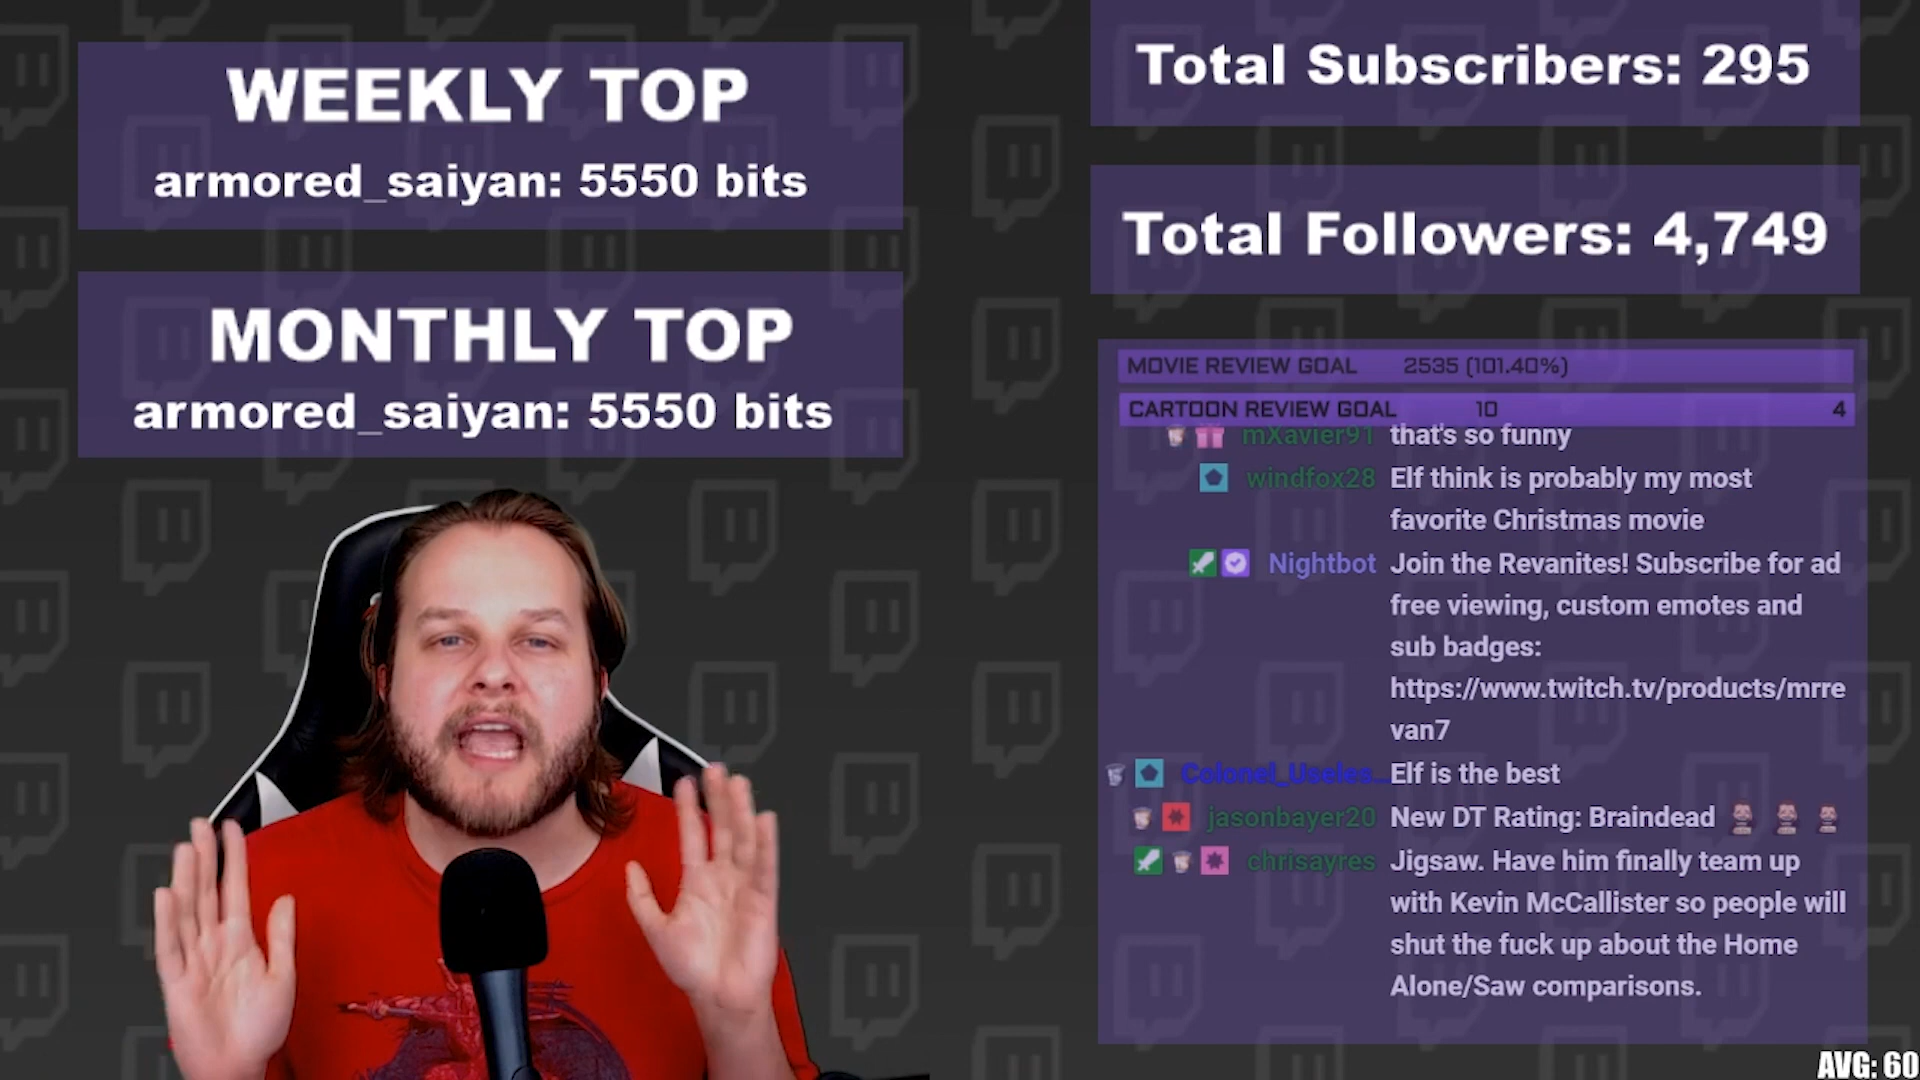 WEEKLY TOP
armored_saiyan: 5550 bits
MONTHLY TOP
armored_saiyan: 5550 bits
Total Subscribers: 295
Total Followers: 4,749
MOVIE REVIEW GOAL 2535 (101.40%)
CARTOON REVIEW GOAL 10 4
mXavier91 that's so funny
windfox28 Elf think is probably my most
favorite Christmas movie
Nightbot Join the Revanites! Subscribe for ad
free viewing, custom emotes and
sub badges:
https://www.twitch.tv/products/mrre
van7
Colonel_Useles... Elf is the best
jasonbayer20 New DT Rating: Braindead
chrisayres Jigsaw. Have him finally team up
with Kevin McCallister so people will
shut the fuck up about the Home
Alone/Saw comparisons.
AVG: 60